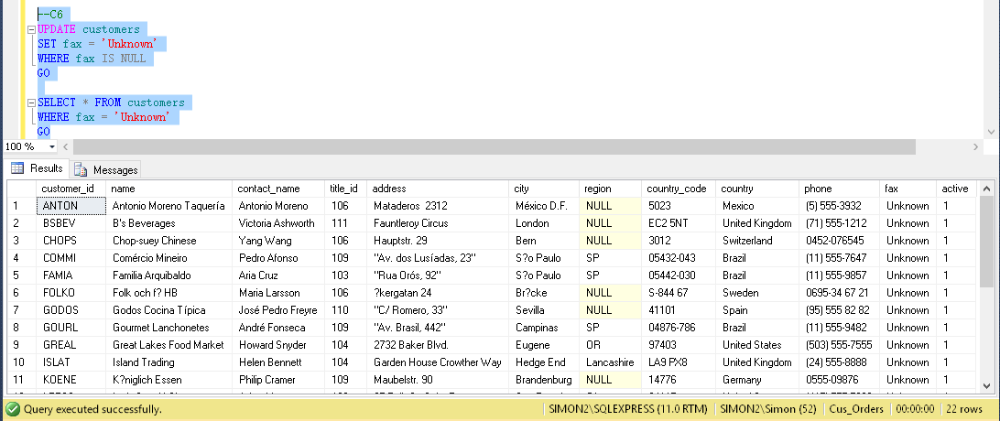 --C6
UPDATE customers
SET fax = 'Unknown'
WHERE fax IS NULL
GO
SELECT * FROM customers
WHERE fax = 'Unknown'
GO
100 %
Results Messages
customer_id name contact_name title_id address city region country_code country phone fax active
1 ANTON Antonio Moreno Taquería Antonio Moreno 106 Mataderos 2312 México D.F. NULL 5023 Mexico (5) 555-3932 Unknown 1
2 BSBEV B's Beverages Victoria Ashworth 111 Fauntleroy Circus London NULL EC2 5NT United Kingdom (71) 555-1212 Unknown 1
3 CHOPS Chop-suey Chinese Yang Wang 106 Hauptstr. 29 Bern NULL 3012 Switzerland 0452-076545 Unknown 1
4 COMMI Comércio Mineiro Pedro Afonso 109 "Av. dos Lusíadas, 23" S?o Paulo SP 05432-043 Brazil (11) 555-7647 Unknown 1
5 FAMIA Familia Arquibaldo Aria Cruz 103 "Rua Orós, 92" S?o Paulo SP 05442-030 Brazil (11) 555-9857 Unknown 1
6 FOLKO Folk och f? HB Maria Larsson 106 ?kergatan 24 Br?cke NULL S-844 67 Sweden 0695-34 67 21 Unknown 1
7 GODOS Godos Cocina Típica José Pedro Freyre 110 "C/ Romero, 33" Sevilla NULL 41101 Spain (95) 555 82 82 Unknown 1
8 GOURL Gourmet Lanchonetes André Fonseca 109 "Av. Brasil, 442" Campinas SP 04876-786 Brazil (11) 555-9482 Unknown 1
9 GREAL Great Lakes Food Market Howard Snyder 104 2732 Baker Blvd. Eugene OR 97403 United States (503) 555-7555 Unknown 1
10 ISLAT Island Trading Helen Bennett 104 Garden House Crowther Way Hedge End Lancashire LA9 PX8 United Kingdom (24) 555-8888 Unknown 1
11 KOENE K?niglich Essen Philip Cramer 109 Maubelstr. 90 Brandenburg NULL 14776 Germany 0555-09876 Unknown 1
Query executed successfully. SIMON2\SQLEXPRESS (11.0 RTM) SIMON2\Simon (52) Cus_Orders 00:00:00 22 rows